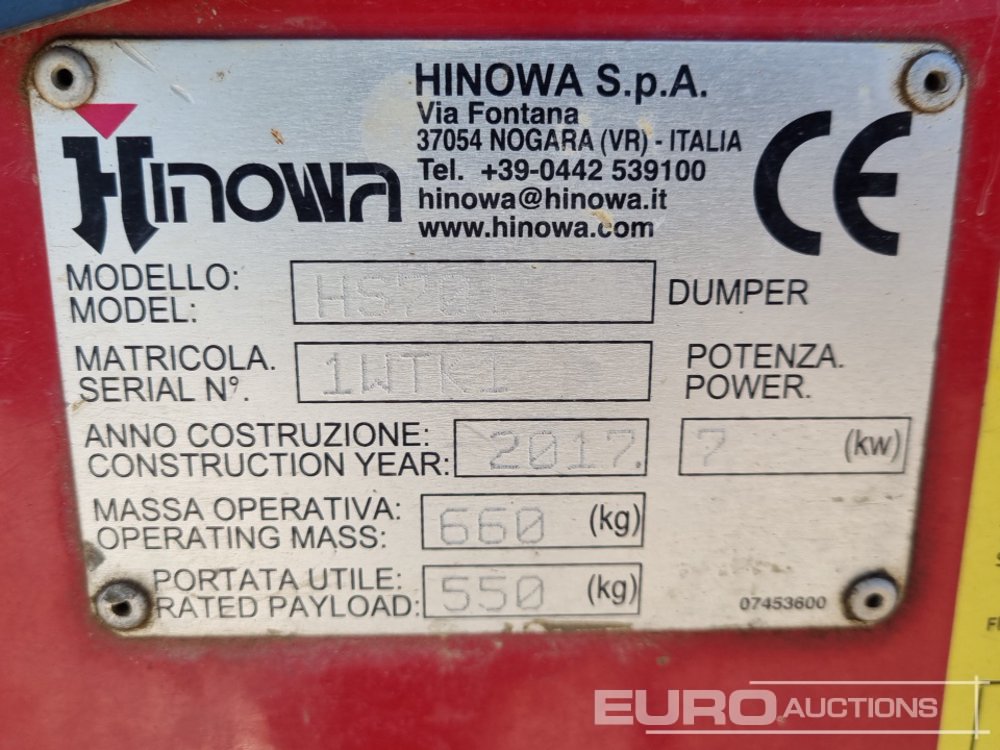 HINOWA S.p.A.
Via Fontana
37054 NOGARA (VR) - ITALIA
Tel. +39-0442 539100
hinowa@hinowa.it
www.hinowa.com
HINOWA
CE
MODELLO:
MODEL:
DUMPER
MATRICOLA.
SERIAL Nº.
1WTK1
POTENZA.
POWER.
ANNO COSTRUZIONE:
CONSTRUCTION YEAR:
2017.
7 (kw)
MASSA OPERATIVA:
OPERATING MASS:
660 (kg)
PORTATA UTILE:
RATED PAYLOAD:
550 (kg)
07453600
EURO AUCTIONS